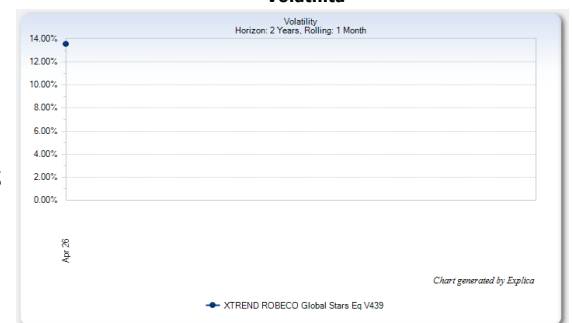 Volatility
Horizon: 2 Years, Rolling: 1 Month
14.00%
12.00%
10.00%
8.00%
6.00%
4.00%
2.00%
0.00%
Apr 26
Chart generated by Explica
XTREND ROBECO Global Stars Eq V439